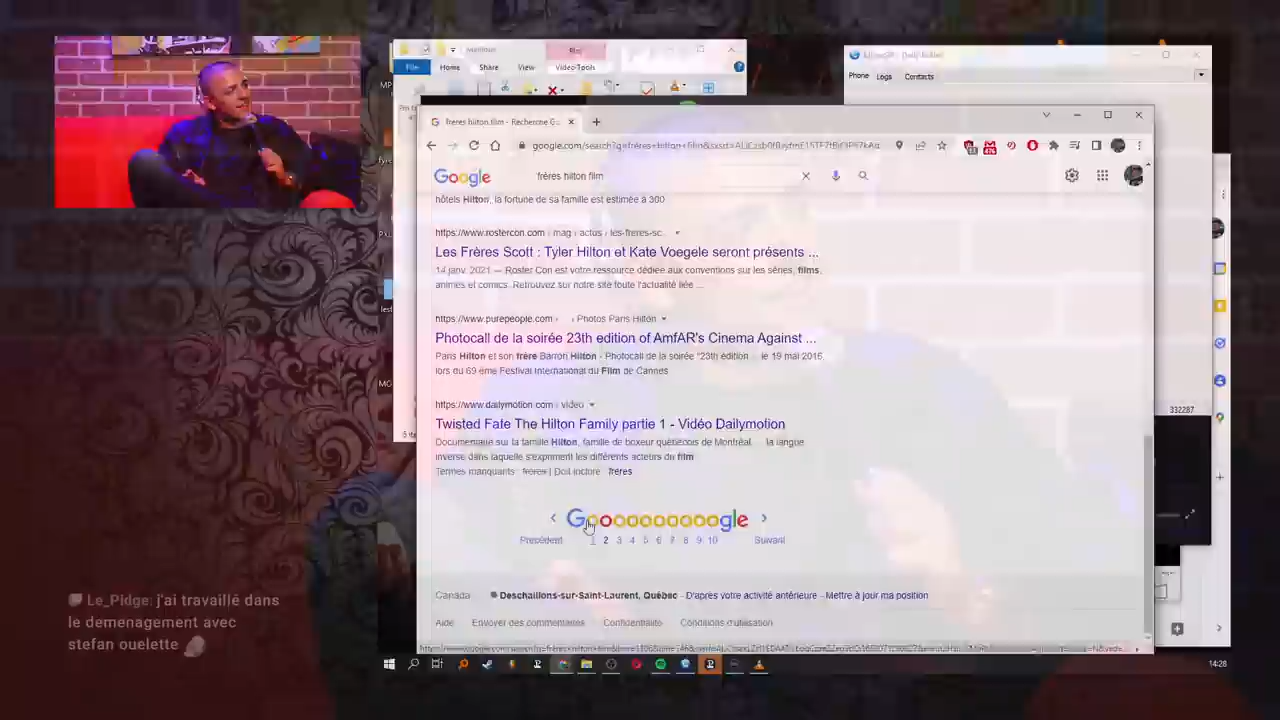 File Home Share View Video Tools
Phone Logs Contacts
frères hilton film - Recherche G
Google
frères hilton film
hôtels Hilton, la fortune de sa famille est estimée à 300
https://www.rostercon.com › mag › actus › les-freres-sc...
Les Frères Scott : Tyler Hilton et Kate Voegele seront présents ...
14 janv. 2021 — Roster Con est votre ressource dédiée aux conventions sur les séries, films,
animes et comics. Retrouvez sur notre site toute l'actualité liée ...
https://www.purepeople.com › Photos Paris Hilton
Photocall de la soirée 23th edition of AmfAR's Cinema Against ...
Paris Hilton et son frère Barron Hilton - Photocall de la soirée "23th edition ... le 19 mai 2016,
lors du 69 ème Festival International du Film de Cannes
https://www.dailymotion.com › video
332287
Twisted Fate The Hilton Family partie 1 - Vidéo Dailymotion
Documentaire sur la famille Hilton, famille de boxeur québécois de Montréal ... la langue
inverse dans laquelle s'expriment les différents acteurs du film
Termes manquants : frères | Doit inclure : frères
Gooooooooogle
Précédent 1 2 3 4 5 6 7 8 9 10 Suivant
Canada Deschaillons-sur-Saint-Laurent, Québec - D'après votre activité antérieure - Mettre à jour ma position
Aide Envoyer des commentaires Confidentialité Conditions d'utilisation
14:28
Le_Pidge: j'ai travaillé dans
le demenagement avec
stefan ouelette